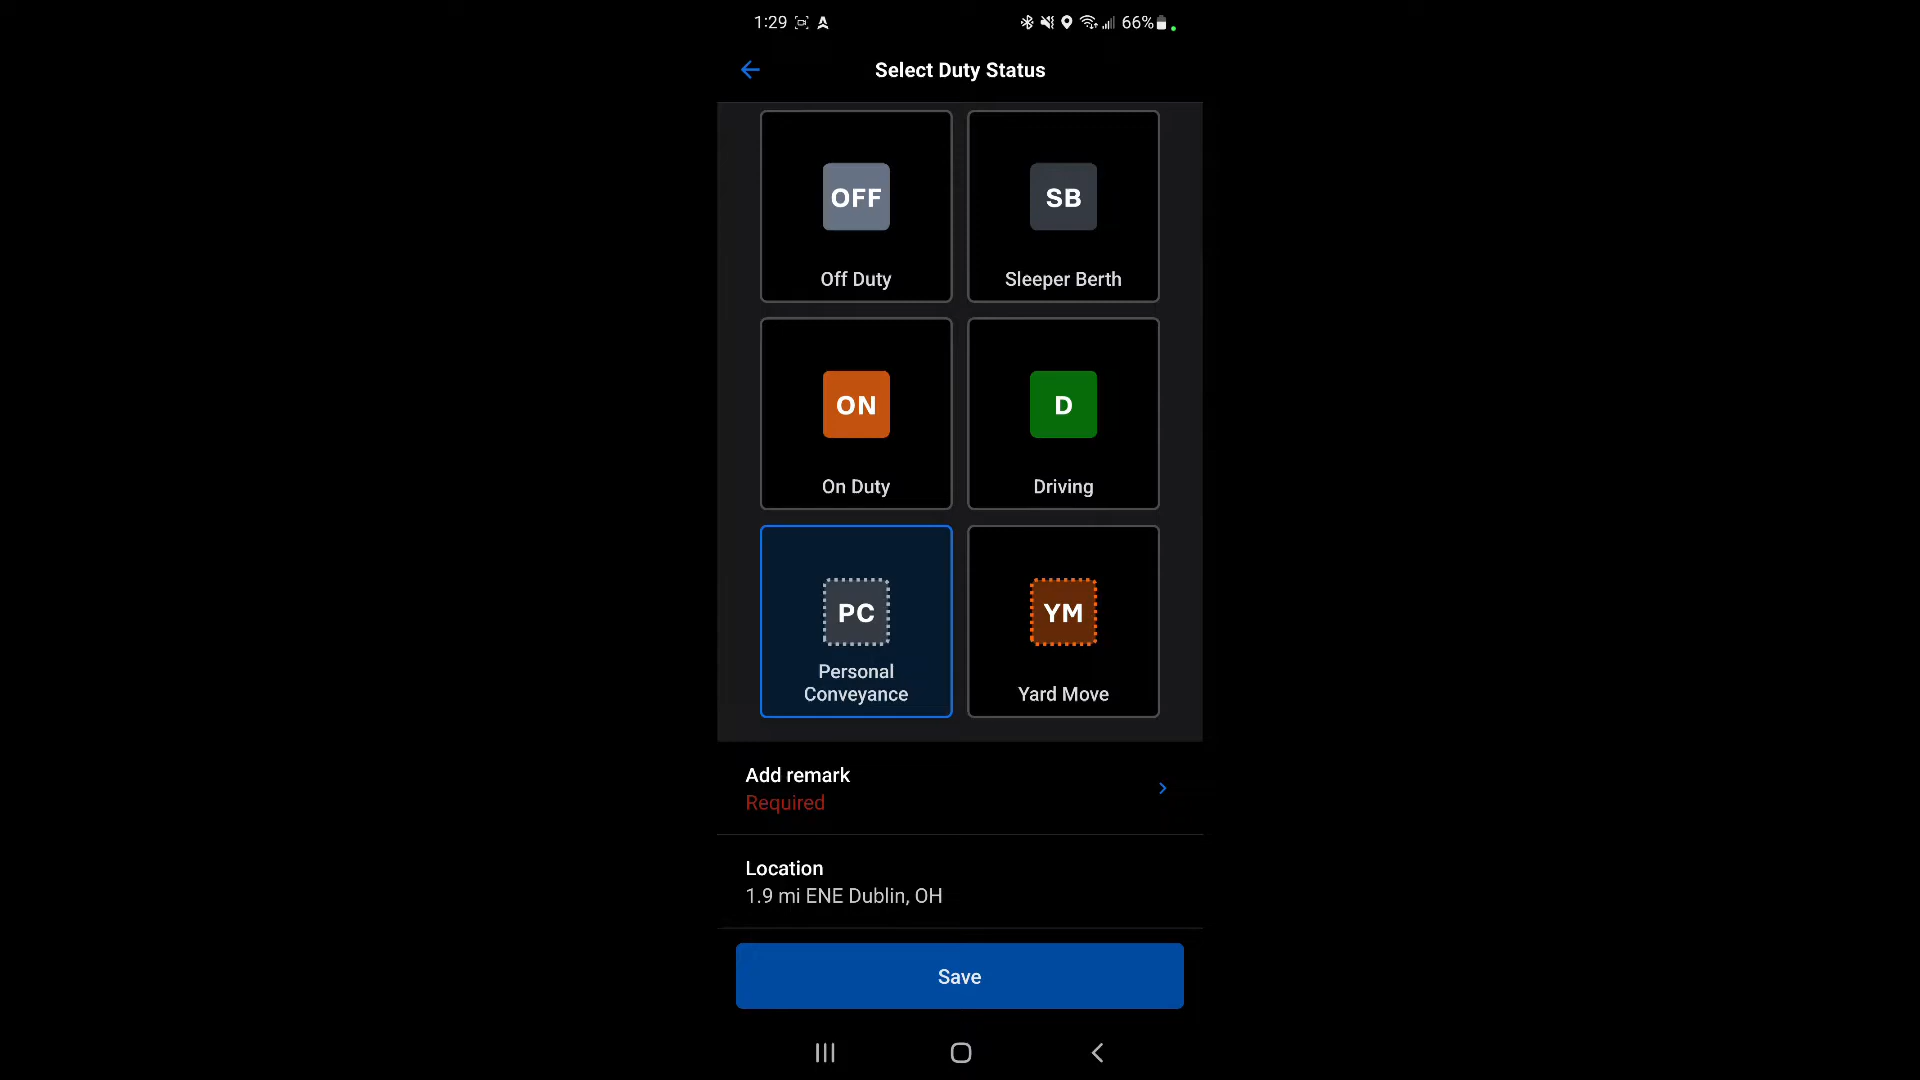 1:29
66%
Select Duty Status
OFF
Off Duty
SB
Sleeper Berth
ON
On Duty
D
Driving
PC
Personal
Conveyance
YM
Yard Move
Add remark
Required
Location
1.9 mi ENE Dublin, OH
Save